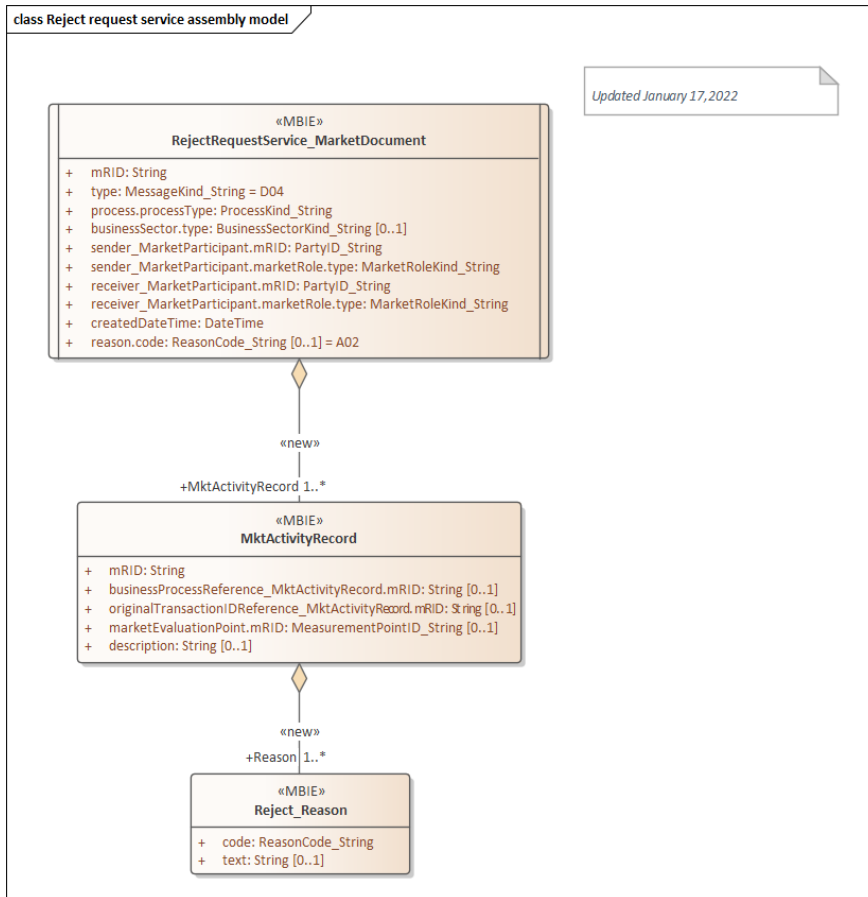 class Reject request service assembly model
Updated January 17,2022
«MBIE»
RejectRequestService_MarketDocument
+ mRID: String
+ type: MessageKind_String = D04
+ process.processType: ProcessKind_String
+ businessSector.type: BusinessSectorKind_String [0..1]
+ sender_MarketParticipant.mRID: PartyID_String
+ sender_MarketParticipant.marketRole.type: MarketRoleKind_String
+ receiver_MarketParticipant.mRID: PartyID_String
+ receiver_MarketParticipant.marketRole.type: MarketRoleKind_String
+ createdDateTime: DateTime
+ reason.code: ReasonCode_String [0..1] = A02
«new»
+MktActivityRecord 1..*
«MBIE»
MktActivityRecord
+ mRID: String
+ businessProcessReference_MktActivityRecord.mRID: String [0..1]
+ originalTransactionIDReference_MktActivityRecord.mRID: String [0..1]
+ marketEvaluationPoint.mRID: MeasurementPointID_String [0..1]
+ description: String [0..1]
«new»
+Reason 1..*
«MBIE»
Reject_Reason
+ code: ReasonCode_String
+ text: String [0..1]